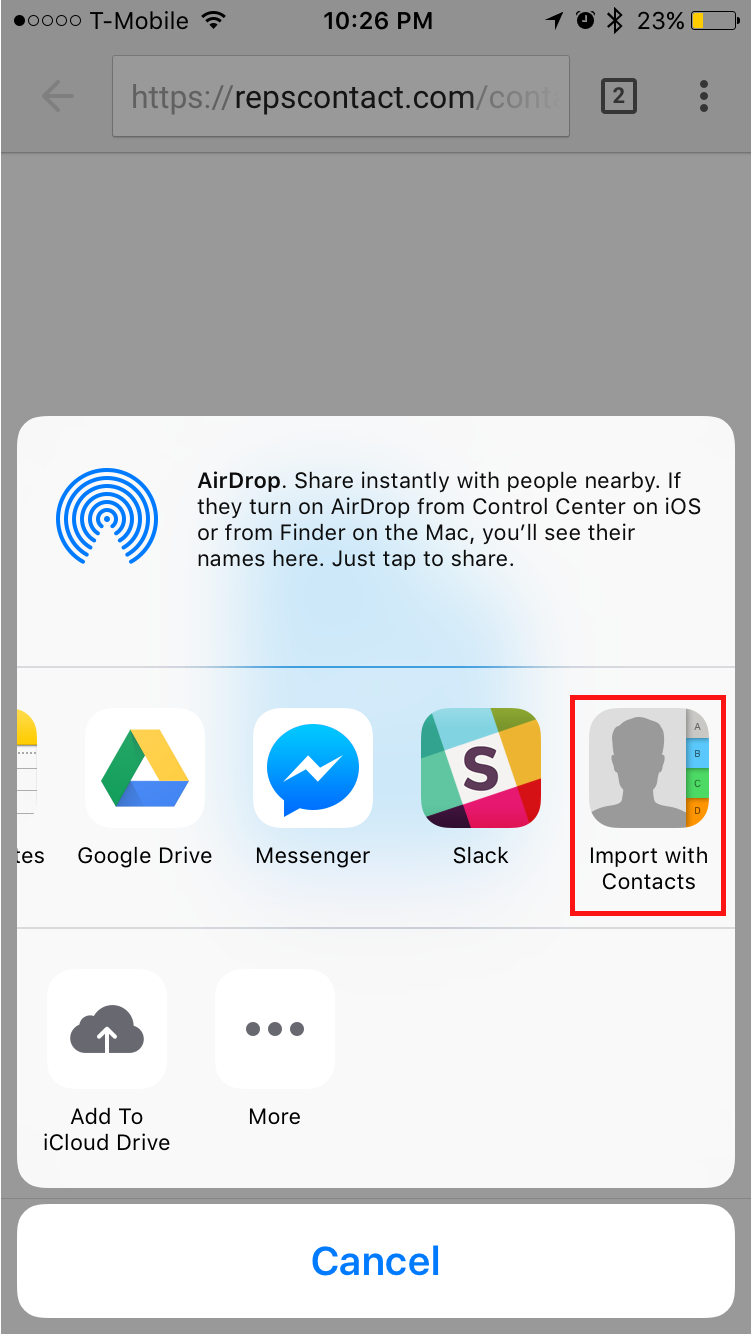 T-Mobile 10:26 PM 23%
https://repscontact.com/conta
2
AirDrop. Share instantly with people nearby. If
they turn on AirDrop from Control Center on iOS
or from Finder on the Mac, you’ll see their
names here. Just tap to share.
S
A
B
C
D
tes Google Drive Messenger Slack Import with
Contacts
Add To
iCloud Drive
More
Cancel